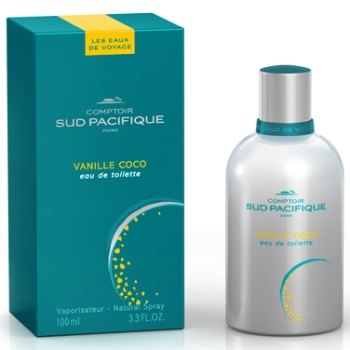 LES EAUX
DE VOYAGE
COMPTOIR
SUD PACIFIQUE
PARIS
VANILLE COCO
eau de toilette
Vaporisateur - Natural Spray
100 ml 3.3 FL.OZ.
EAUX DE VOYAGE
COMPTOIR
SUD PACIFIQUE
PARIS
VANILLE COCO
eau de toilette